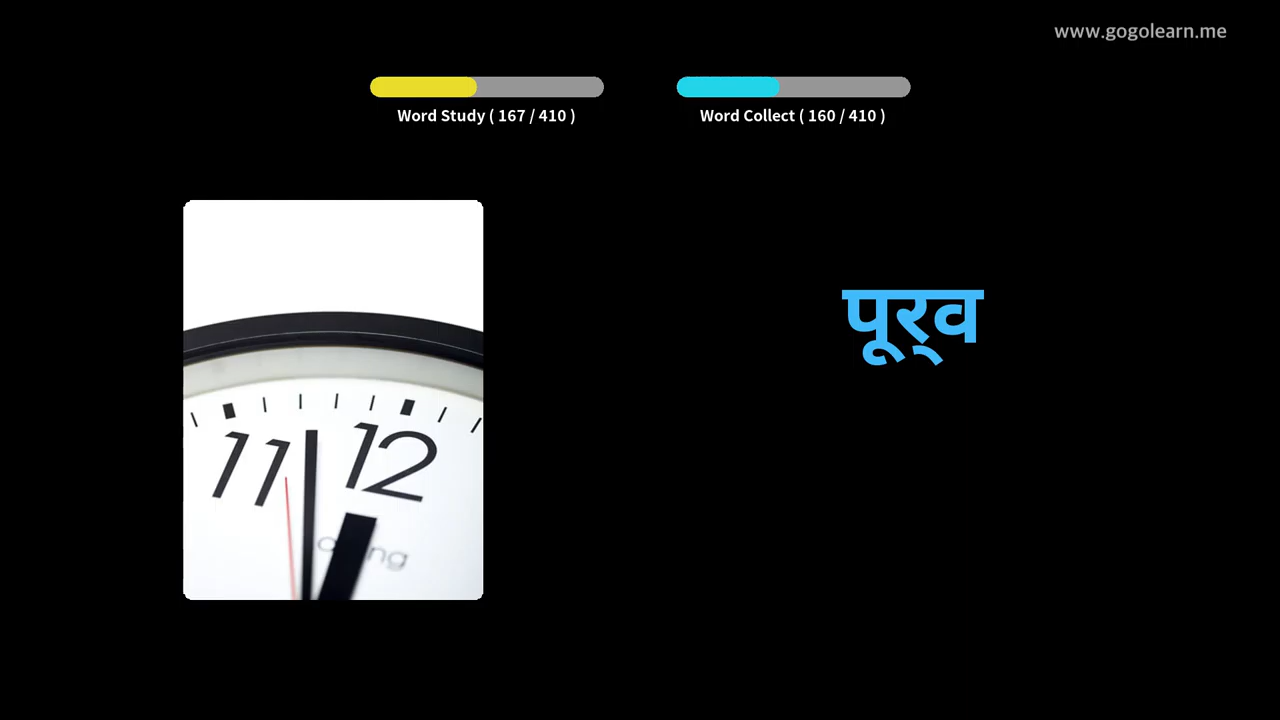 www.gogolearn.me
Word Study ( 167 / 410 )
Word Collect ( 160 / 410 )
पूर्‌व
11 12